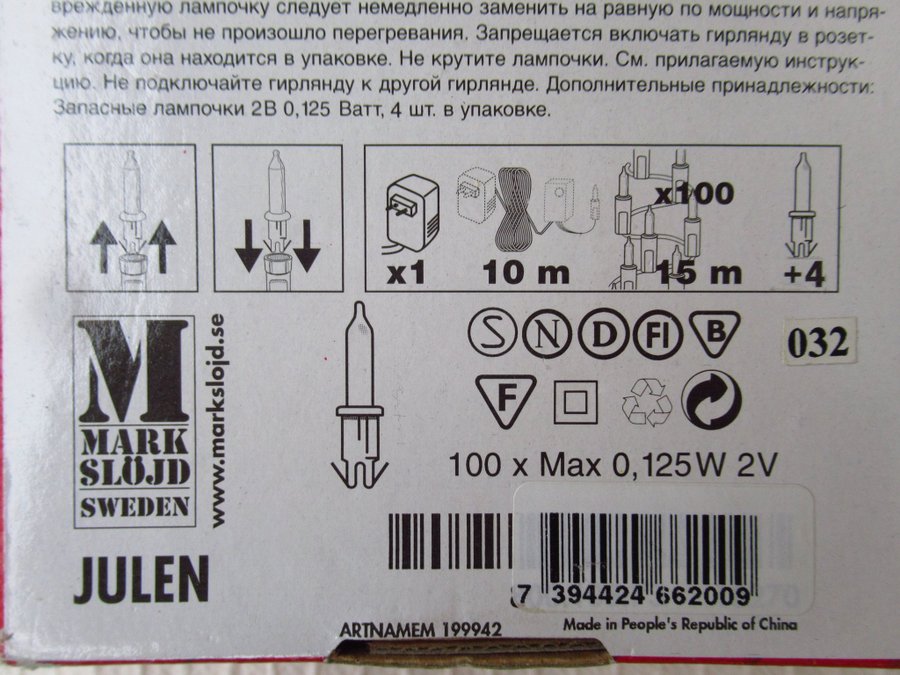 врежденную лампочку следует немедленно заменить на равную по мощности и напря-
жению, чтобы не произошло перегревания. Запрещается включать гирлянду в розет-
ку, когда она находится в упаковке. Не крутите лампочки. См. прилагаемую инструк-
цию. Не подключайте гирлянду к другой гирлянде. Дополнительные принадлежности:
Запасные лампочки 2В 0,125 Ватт, 4 шт. в упаковке.
x1
10 m
x100
15 m
+4
M
MARK
SLÖJD
SWEDEN
www.markslojd.se
S N D FI B
032
F
100 x Max 0,125W 2V
JULEN
7 394424 662009
ARTNAMEM 199942
Made in People's Republic of China